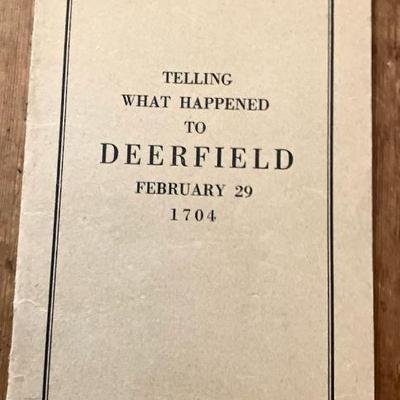 TELLING
WHAT HAPPENED
TO
DEERFIELD
FEBRUARY 29
1704